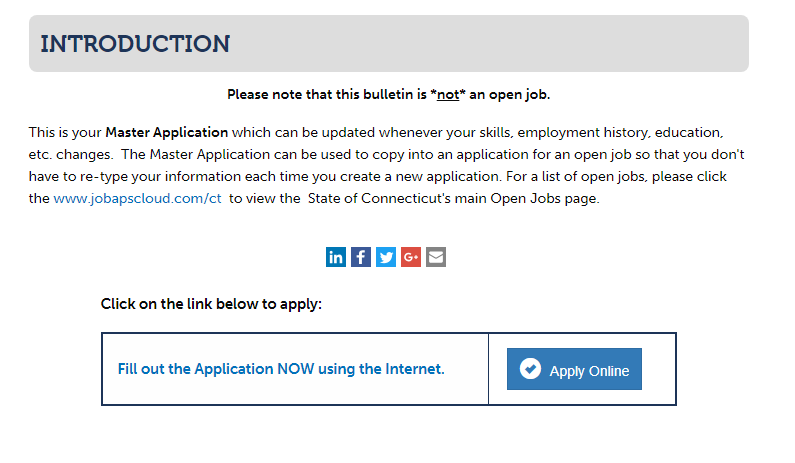 INTRODUCTION
Please note that this bulletin is *not* an open job.
This is your Master Application which can be updated whenever your skills, employment history, education,
etc. changes.  The Master Application can be used to copy into an application for an open job so that you don't
have to re-type your information each time you create a new application. For a list of open jobs, please click
the www.jobapscloud.com/ct  to view the  State of Connecticut's main Open Jobs page.
in f G+
Click on the link below to apply:
Fill out the Application NOW using the Internet.
Apply Online